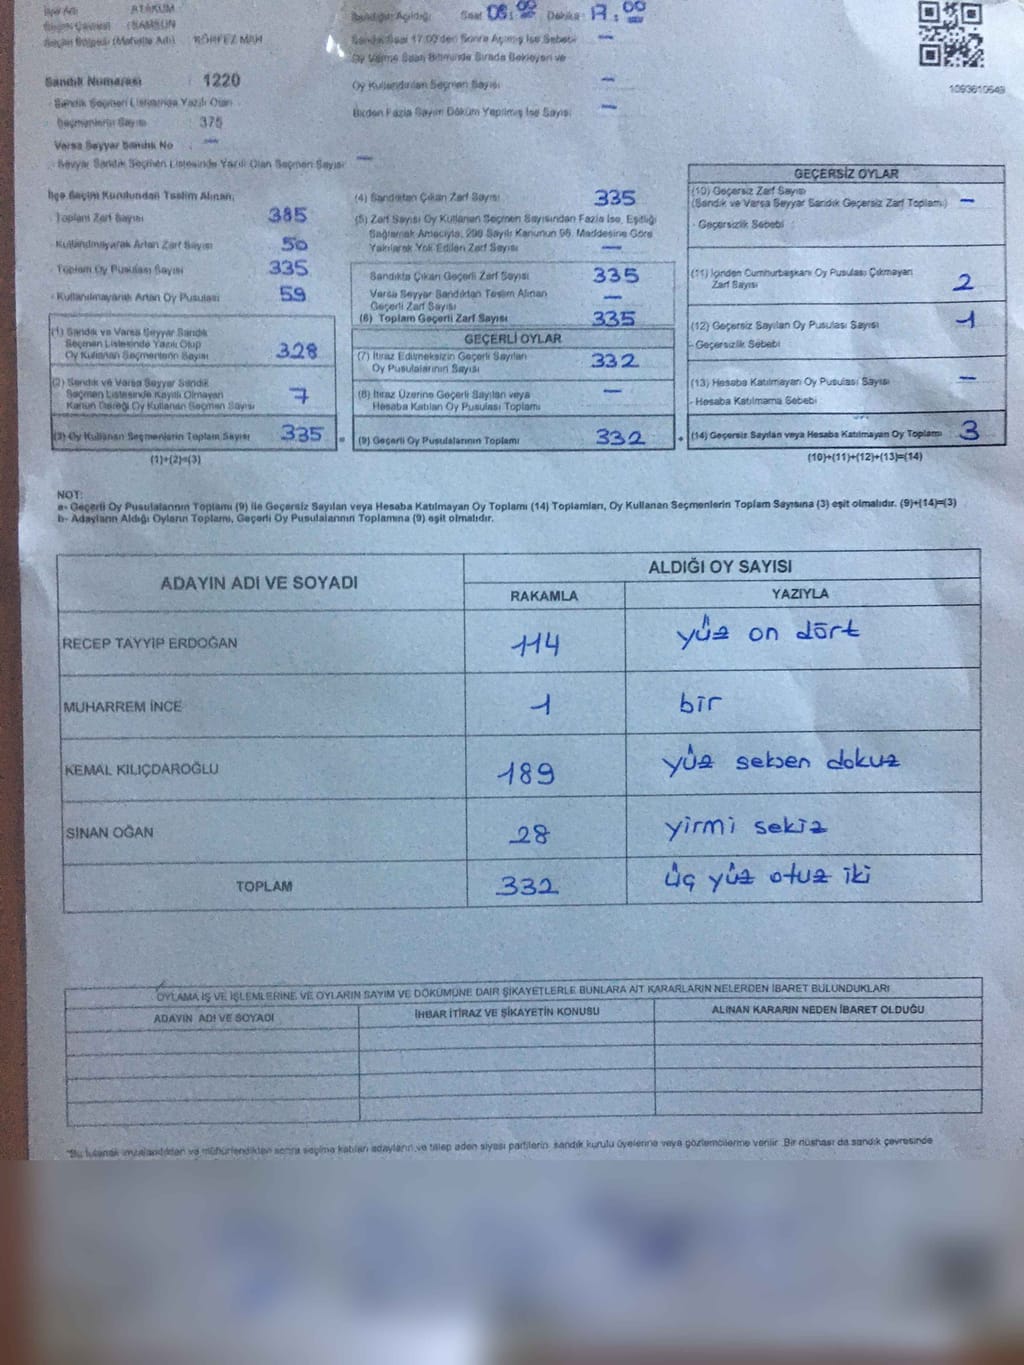 İlçe Adı : ATAKUM
Seçim Çevresi : SAMSUN
Seçim Bölgesi (Mahalle Adı) : KÖRFEZ MAH
Sandık Numarası : 1220
- Sandık Seçmen Listesinde Yazılı Olan
Seçmenlerin Sayısı : 375
Varsa Seyyar Sandık No : —
- Seyyar Sandık Seçmen Listesinde Yazılı Olan Seçmen Sayısı —
Saat 08:00 Dakika: 17:00
Sandık Saat 17:00'den Sonra Açılmış İse Sebebi —
Oy Verme Saati Bitiminde Sırada Bekleyen ve
Oy Kullandırılan Seçmen Sayısı —
Birden Fazla Sayım Döküm Yapılmış İse Sayısı —
1093610649
İlçe Seçim Kurulundan Teslim Alınan;
Toplam Zarf Sayısı 385
- Kullanılmayarak Artan Zarf Sayısı 50
- Toplam Oy Pusulası Sayısı 335
- Kullanılmayarak Artan Oy Pusulası 59
(1) Sandık ve Varsa Seyyar Sandık
Seçmen Listesinde Yazılı Olup
Oy Kullanan Seçmenlerin Sayısı 328
(2) Sandık ve Varsa Seyyar Sandık
Seçmen Listesinde Kayıtlı Olmayan
Kanun Gereği Oy Kullanan Seçmen Sayısı 7
(3) Oy Kullanan Seçmenlerin Toplam Sayısı 335 =
(1)+(2)=(3)
(4) Sandıktan Çıkan Zarf Sayısı 335
(5) Zarf Sayısı Oy Kullanan Seçmen Sayısından Fazla İse, Eşitliği
Sağlamak Amacıyla, 298 Sayılı Kanunun 98. Maddesine Göre
Yakılarak Yok Edilen Zarf Sayısı —
Sandıkta Çıkan Geçerli Zarf Sayısı 335
Varsa Seyyar Sandıktan Teslim Alınan
Geçerli Zarf Sayısı —
(6) Toplam Geçerli Zarf Sayısı 335
GEÇERLİ OYLAR
(7) İtiraz Edilmeksizin Geçerli Sayılan
Oy Pusulalarının Sayısı 332
(8) İtiraz Üzerine Geçerli Sayılan veya
Hesaba Katılan Oy Pusulası Toplamı —
(9) Geçerli Oy Pusulalarının Toplamı 332 +
GEÇERSİZ OYLAR
(10) Geçersiz Zarf Sayısı
(Sandık ve Varsa Seyyar Sandık Geçersiz Zarf Toplamı) —
- Geçersizlik Sebebi
(11) İçinden Cumhurbaşkanı Oy Pusulası Çıkmayan
Zarf Sayısı 2
(12) Geçersiz Sayılan Oy Pusulası Sayısı 1
- Geçersizlik Sebebi
(13) Hesaba Katılmayan Oy Pusulası Sayısı —
- Hesaba Katılmama Sebebi
(14) Geçersiz Sayılan veya Hesaba Katılmayan Oy Toplamı 3
(10)+(11)+(12)+(13)=(14)
NOT:
a- Geçerli Oy Pusulalarının Toplamı (9) ile Geçersiz Sayılan veya Hesaba Katılmayan Oy Toplamı (14) Toplamları, Oy Kullanan Seçmenlerin Toplam Sayısına (3) eşit olmalıdır. (9)+(14)=(3)
b- Adayların Aldığı Oyların Toplamı, Geçerli Oy Pusulalarının Toplamına (9) eşit olmalıdır.
ADAYIN ADI VE SOYADI
ALDIĞI OY SAYISI
RAKAMLA YAZIYLA
RECEP TAYYİP ERDOĞAN 114 yüz on dört
MUHARREM İNCE 1 bir
KEMAL KILIÇDAROĞLU 189 yüz seksen dokuz
SİNAN OĞAN 28 yirmi sekiz
TOPLAM 332 üç yüz otuz iki
OYLAMA İŞ VE İŞLEMLERİNE VE OYLARIN SAYIM VE DÖKÜMÜNE DAİR ŞİKAYETLERLE BUNLARA AİT KARARLARIN NELERDEN İBARET BULUNDUKLARI
ADAYIN ADI VE SOYADI İHBAR İTİRAZ VE ŞİKAYETİN KONUSU ALINAN KARARIN NEDEN İBARET OLDUĞU
*Bu tutanak imzalandıktan ve mühürlendikten sonra seçime katılan adayların ve talep eden siyasi partilerin sandık kurulu üyelerine veya gözlemcilerine verilir. Bir nüshası da sandık çevresinde